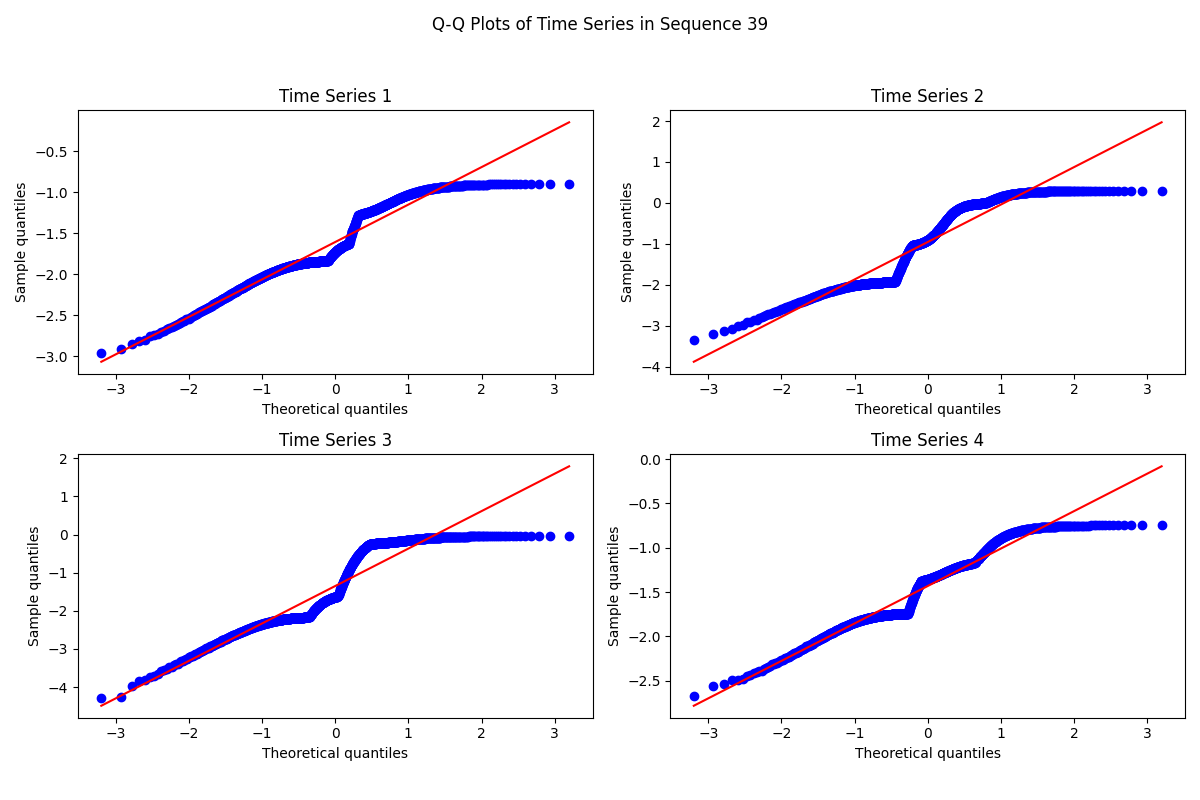 Q-Q Plots of Time Series in Sequence 39
Time Series 1
Sample quantiles
−0.5
−1.0
−1.5
−2.0
−2.5
−3.0
−3 −2 −1 0 1 2 3
Theoretical quantiles
Time Series 2
Sample quantiles
2
1
0
−1
−2
−3
−4
−3 −2 −1 0 1 2 3
Theoretical quantiles
Time Series 3
Sample quantiles
2
1
0
−1
−2
−3
−4
−3 −2 −1 0 1 2 3
Theoretical quantiles
Time Series 4
Sample quantiles
0.0
−0.5
−1.0
−1.5
−2.0
−2.5
−3 −2 −1 0 1 2 3
Theoretical quantiles